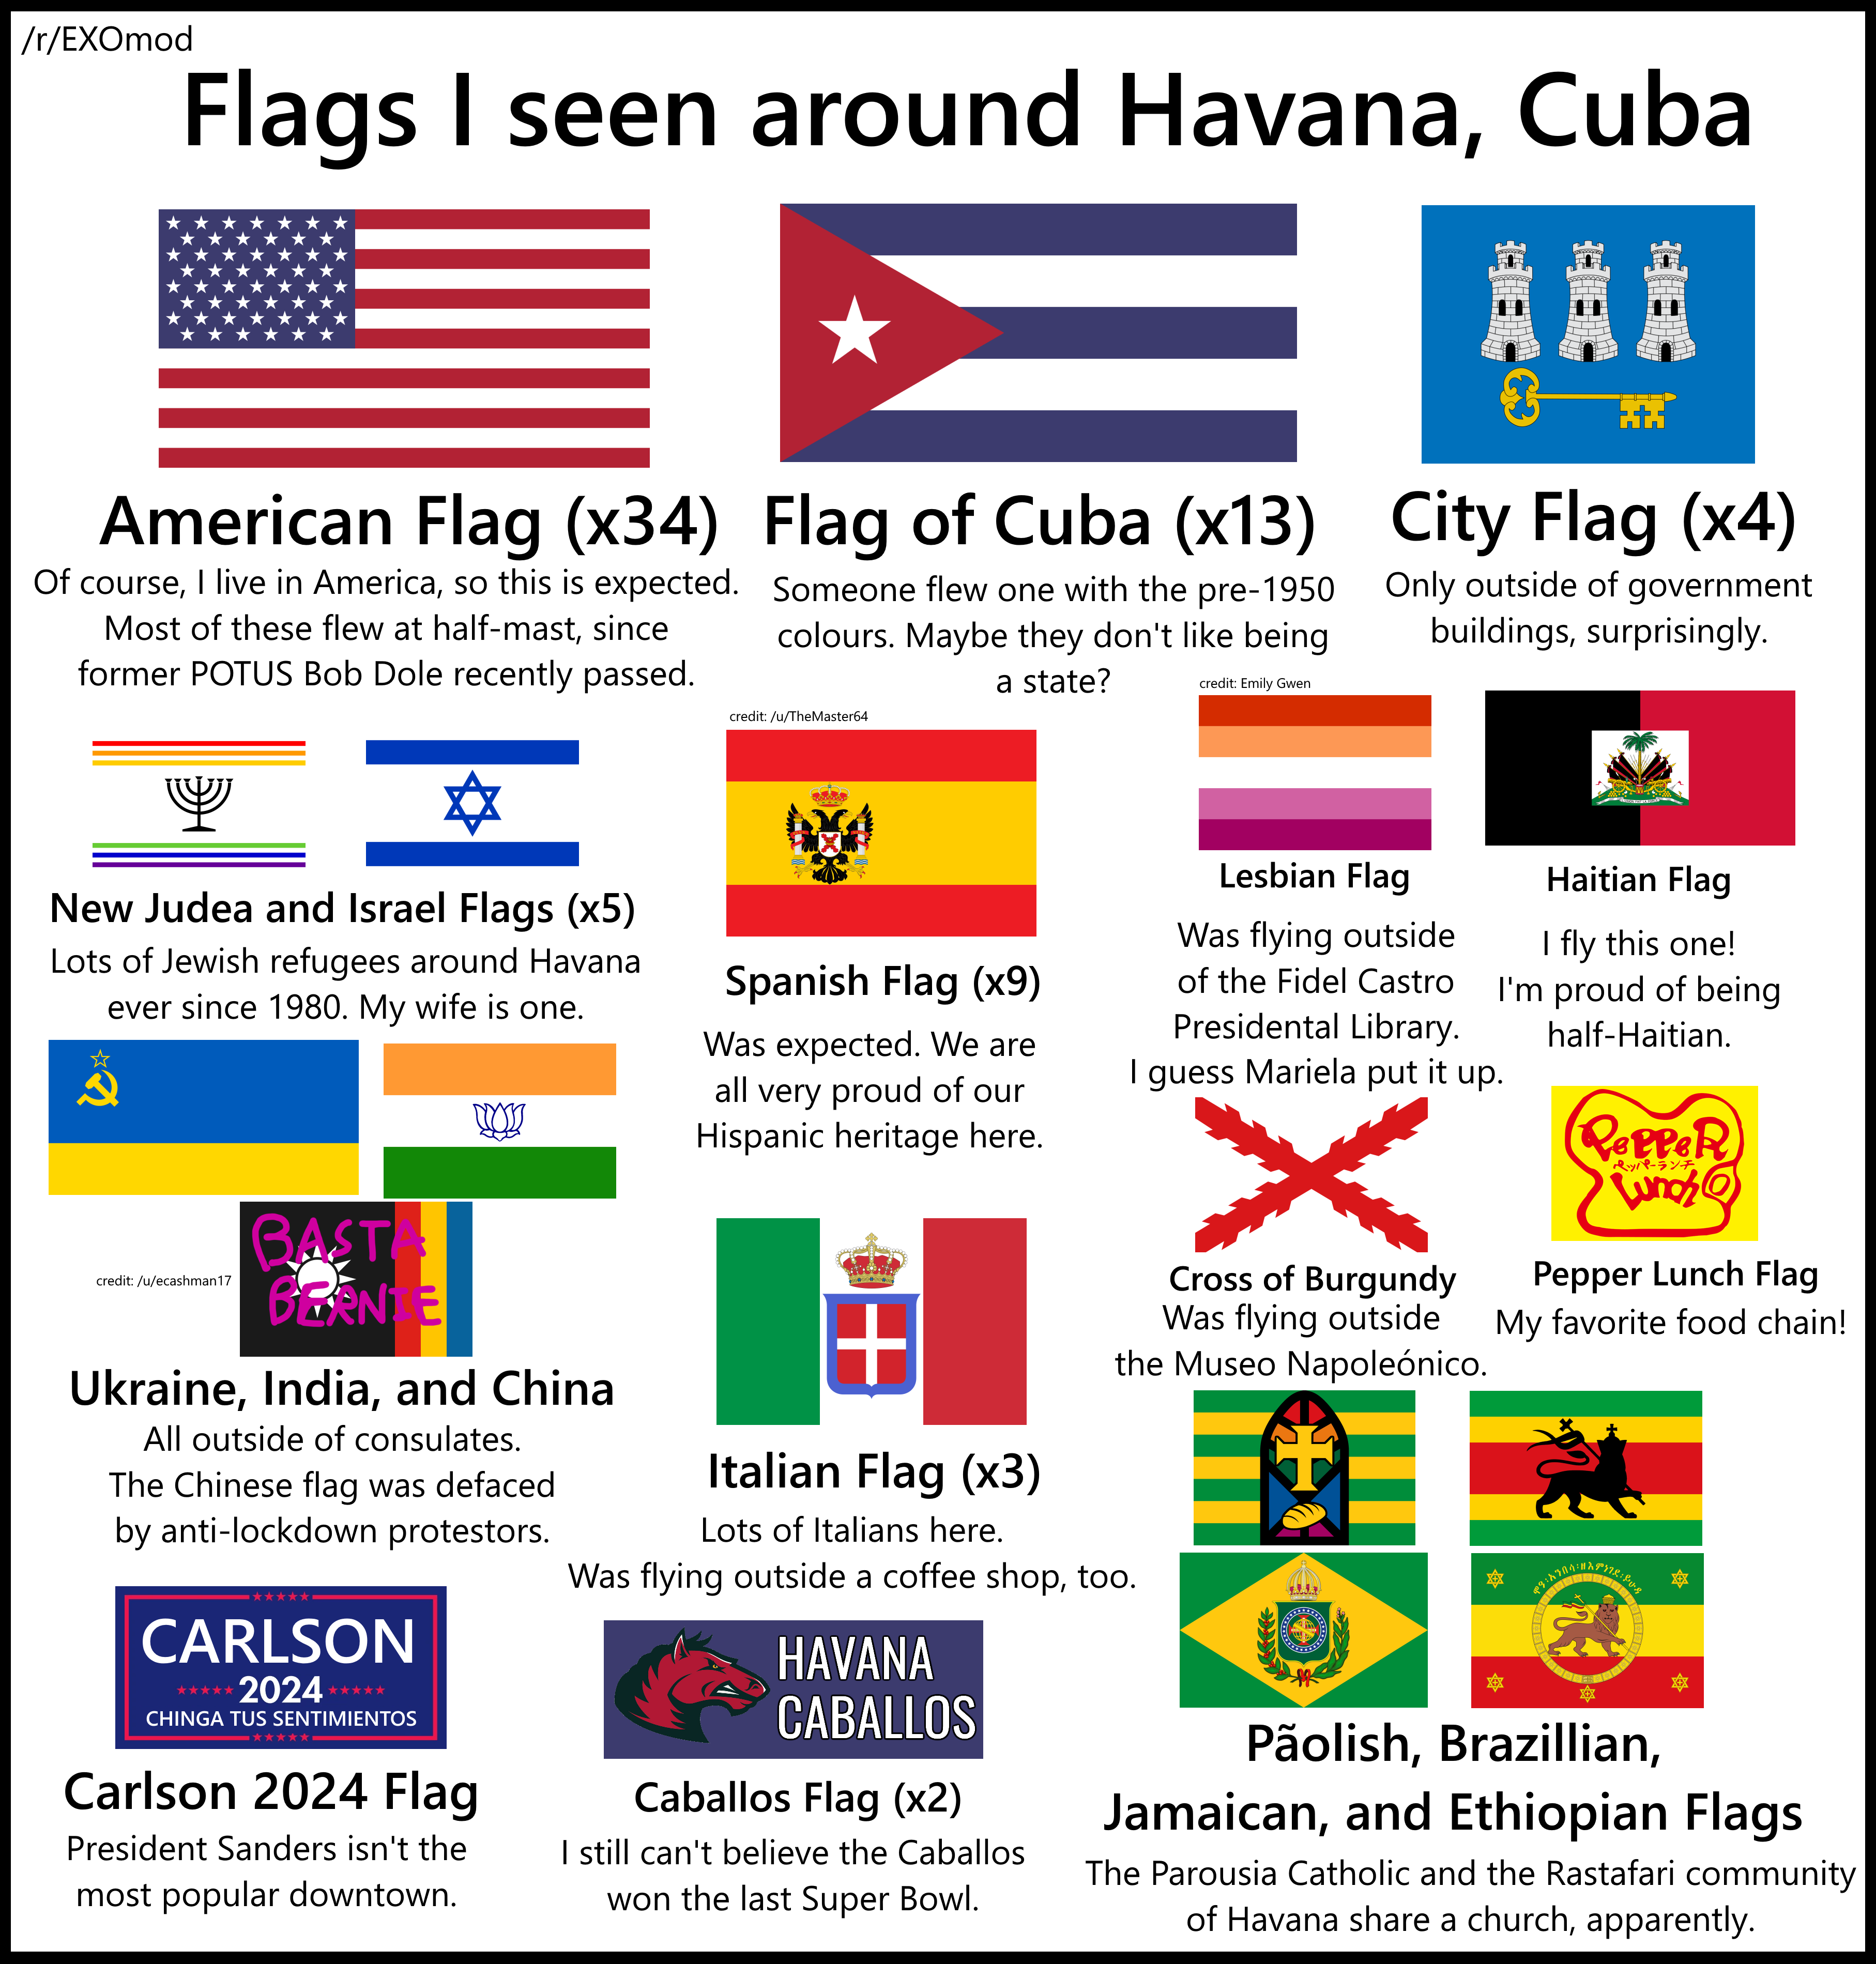 /r/EXOmod
Flags I seen around Havana, Cuba
American Flag (x34)
Of course, I live in America, so this is expected.
Most of these flew at half-mast, since
former POTUS Bob Dole recently passed.
Flag of Cuba (x13)
Someone flew one with the pre-1950
colours. Maybe they don't like being
a state?
City Flag (x4)
Only outside of government
buildings, surprisingly.
New Judea and Israel Flags (x5)
Lots of Jewish refugees around Havana
ever since 1980. My wife is one.
credit: /u/TheMaster64
Spanish Flag (x9)
Was expected. We are
all very proud of our
Hispanic heritage here.
credit: Emily Gwen
Lesbian Flag
Was flying outside
of the Fidel Castro
Presidental Library.
I guess Mariela put it up.
Haitian Flag
I fly this one!
I'm proud of being
half-Haitian.
BASTA
BERNIE
credit: /u/ecashman17
Ukraine, India, and China
All outside of consulates.
The Chinese flag was defaced
by anti-lockdown protestors.
Italian Flag (x3)
Lots of Italians here.
Was flying outside a coffee shop, too.
Cross of Burgundy
Was flying outside
the Museo Napoleónico.
PePPeR
ペッパーランチ
Lunch
Pepper Lunch Flag
My favorite food chain!
CARLSON
2024
CHINGA TUS SENTIMIENTOS
Carlson 2024 Flag
President Sanders isn't the
most popular downtown.
HAVANA
CABALLOS
Caballos Flag (x2)
I still can't believe the Caballos
won the last Super Bowl.
Pãolish, Brazillian,
Jamaican, and Ethiopian Flags
The Parousia Catholic and the Rastafari community
of Havana share a church, apparently.